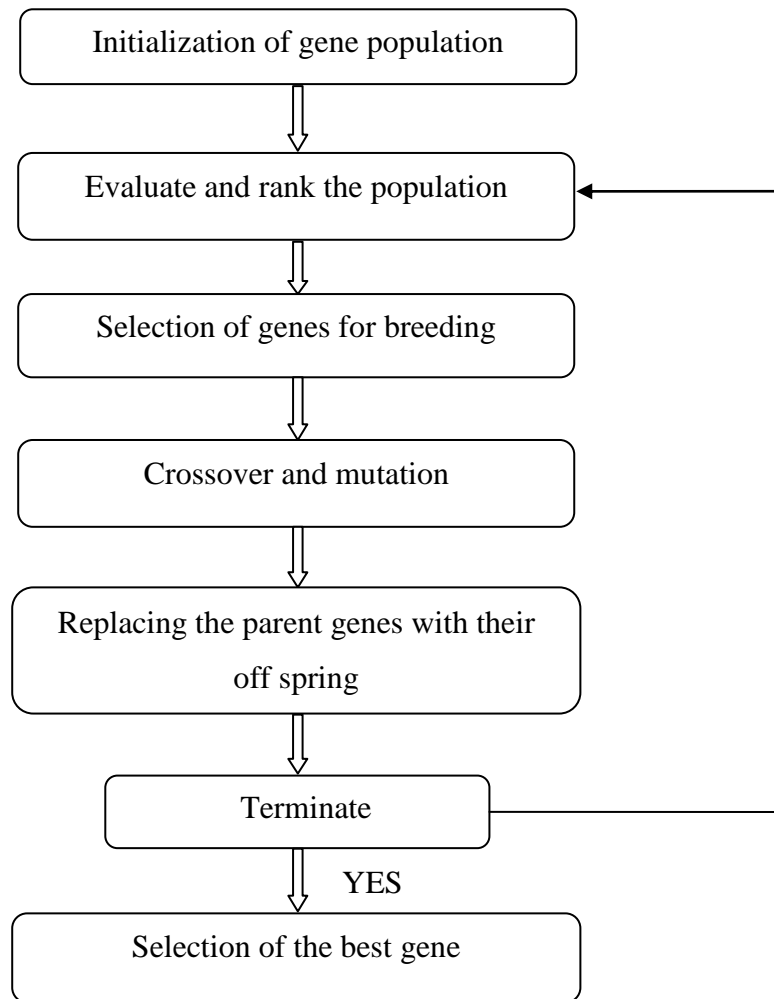 Initialization of gene population
Evaluate and rank the population
Selection of genes for breeding
Crossover and mutation
Replacing the parent genes with their
off spring
Terminate
YES
Selection of the best gene